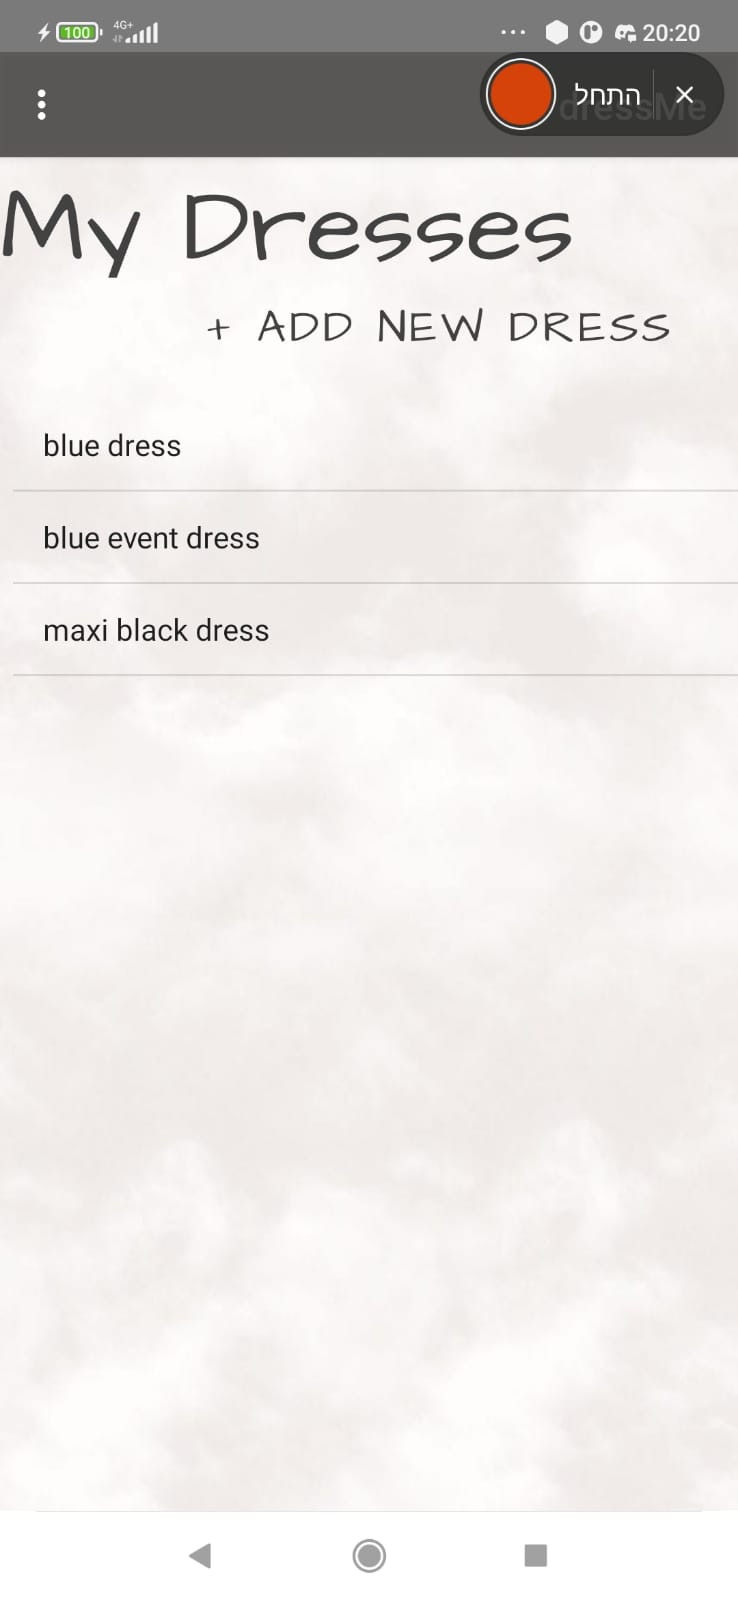 100 4G+ 20:20
התחל
dressMe
My Dresses
+ ADD NEW DRESS
blue dress
blue event dress
maxi black dress